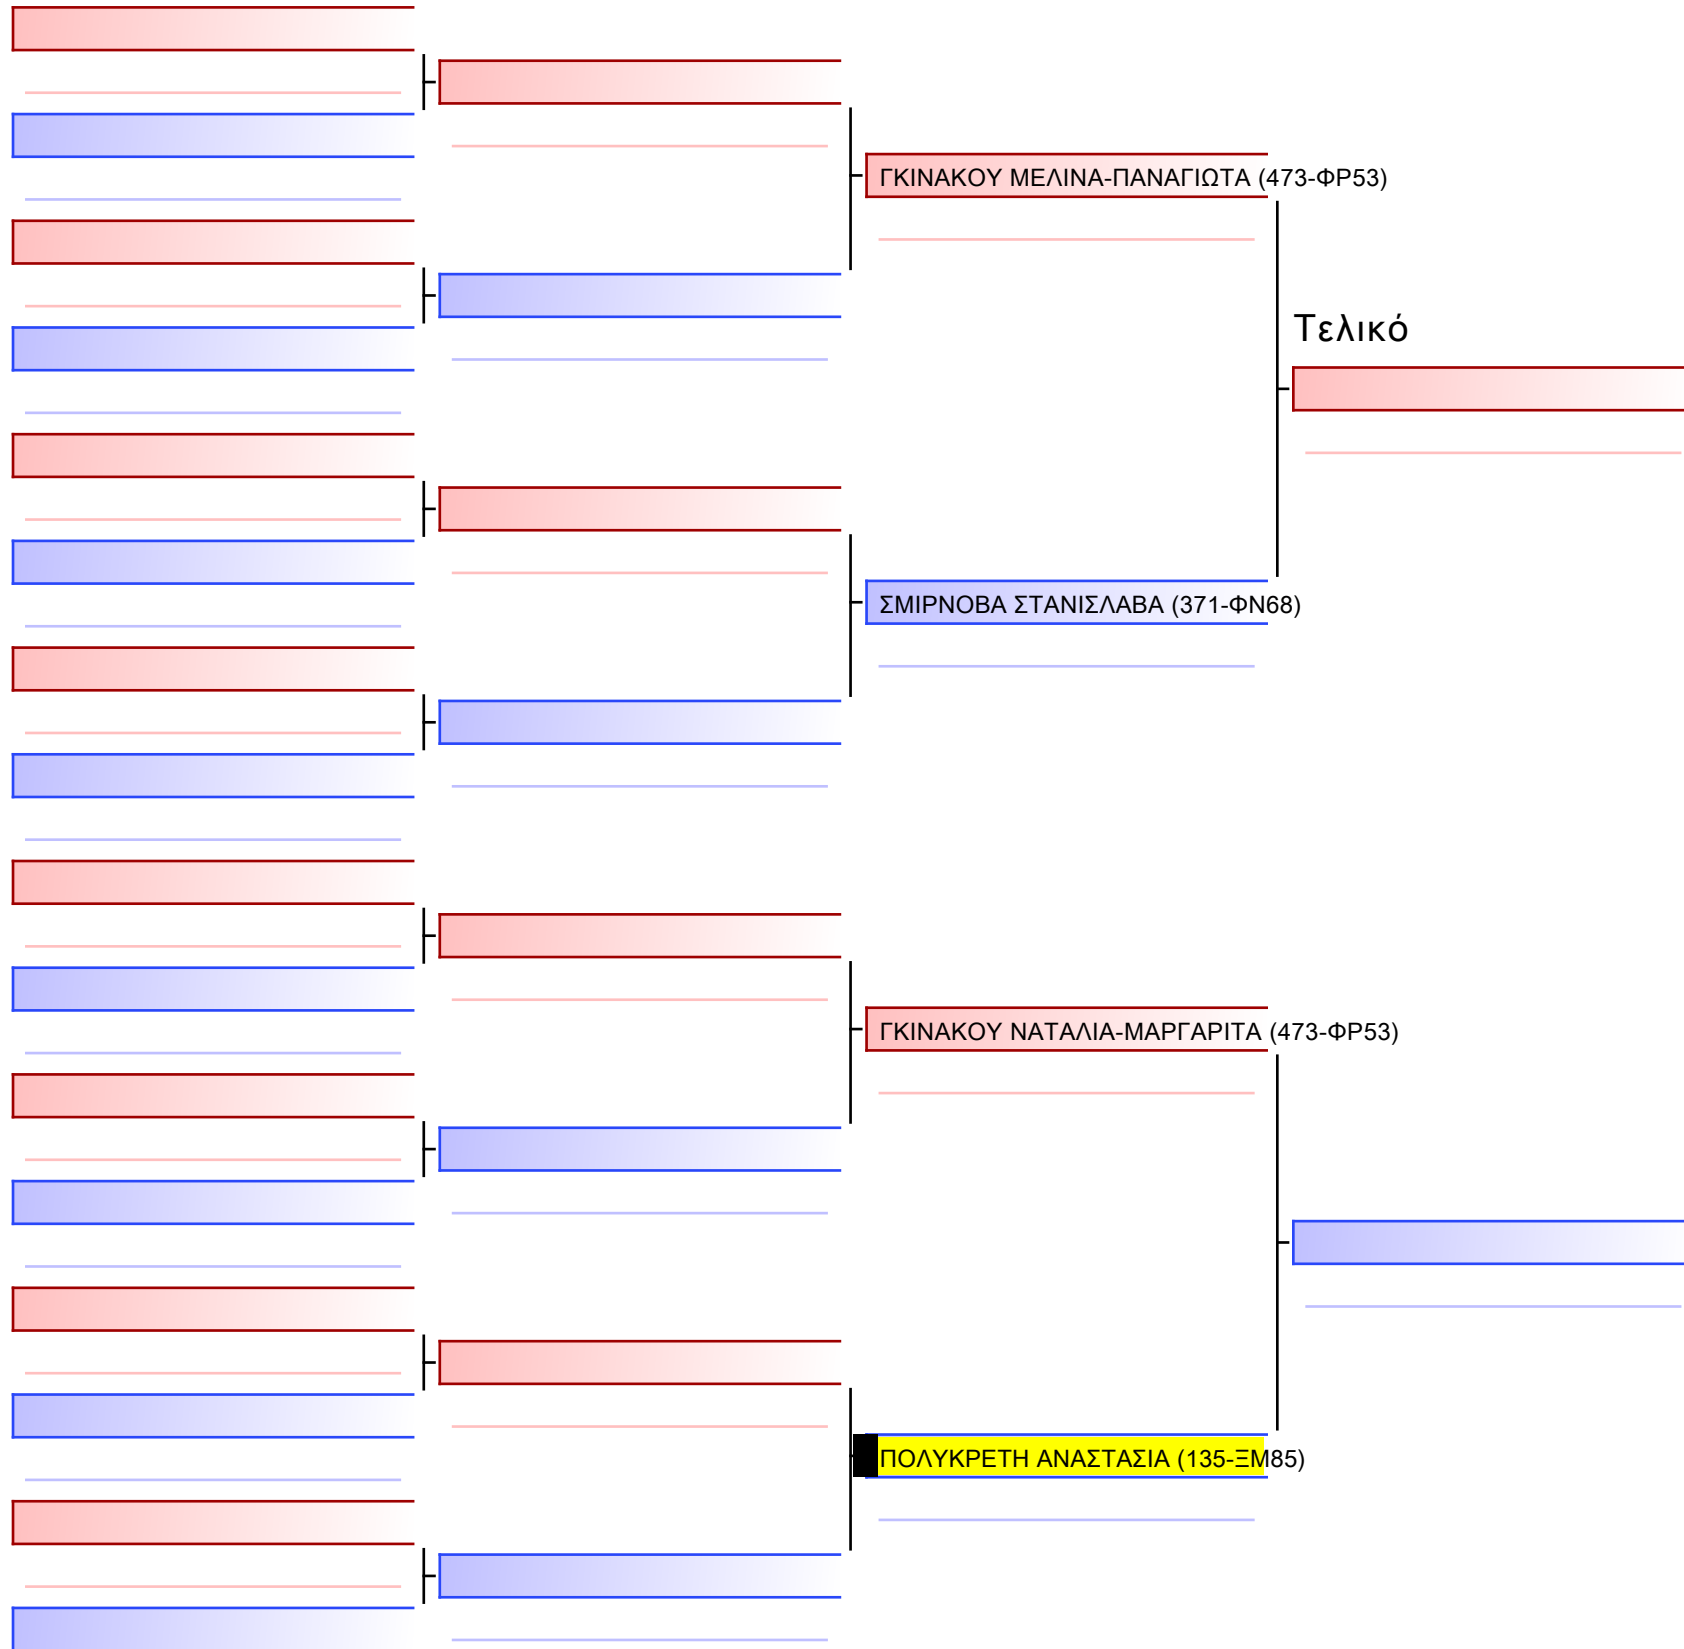 ΓΚΙΝΑΚΟΥ ΜΕΛΙΝΑ-ΠΑΝΑΓΙΩΤΑ (473-ΦΡ53)
Τελικό
ΣΜΙΡΝΟΒΑ ΣΤΑΝΙΣΛΑΒΑ (371-ΦΝ68)
ΓΚΙΝΑΚΟΥ ΝΑΤΑΛΙΑ-ΜΑΡΓΑΡΙΤΑ (473-ΦΡ53)
ΠΟΛΥΚΡΕΤΗ ΑΝΑΣΤΑΣΙΑ (135-ΞΜ85)